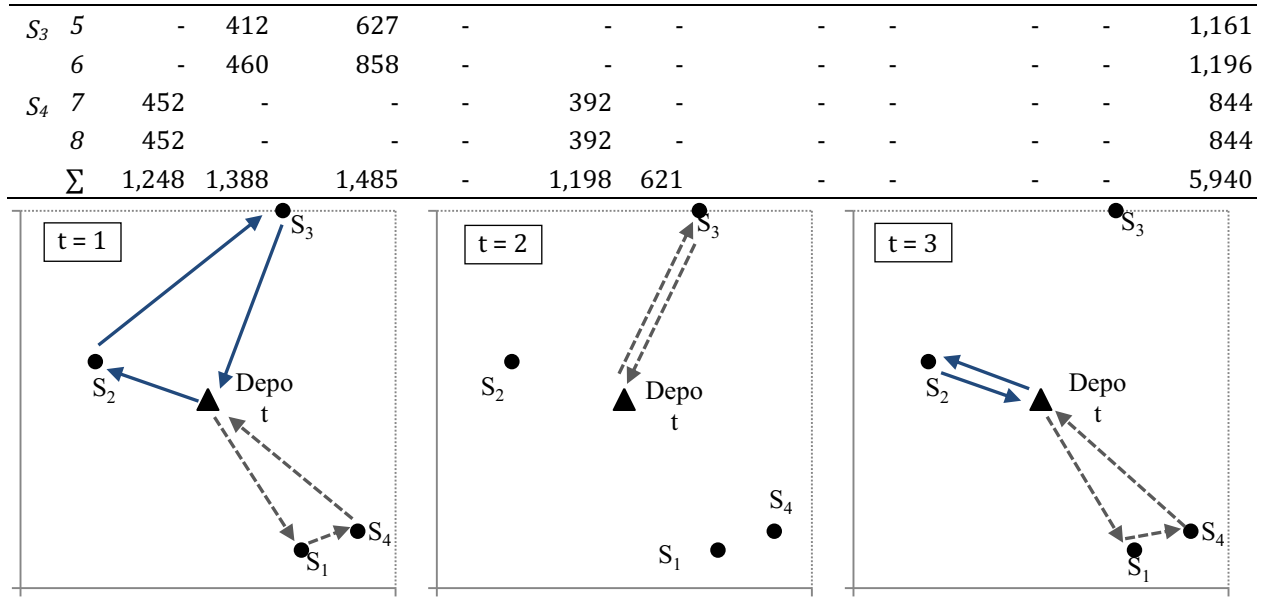 S3 5 - 412 627 - - - - - - - 1,161
6 - 460 858 - - - - - - - 1,196
S4 7 452 - - - 392 - - - - - 844
8 452 - - - 392 - - - - - 844
∑ 1,248 1,388 1,485 - 1,198 621 - - - - 5,940
t = 1
S3
S2
Depo
t
S4
S1
t = 2
S3
S2
Depo
t
S4
S1
t = 3
S3
S2
Depo
t
S4
S1